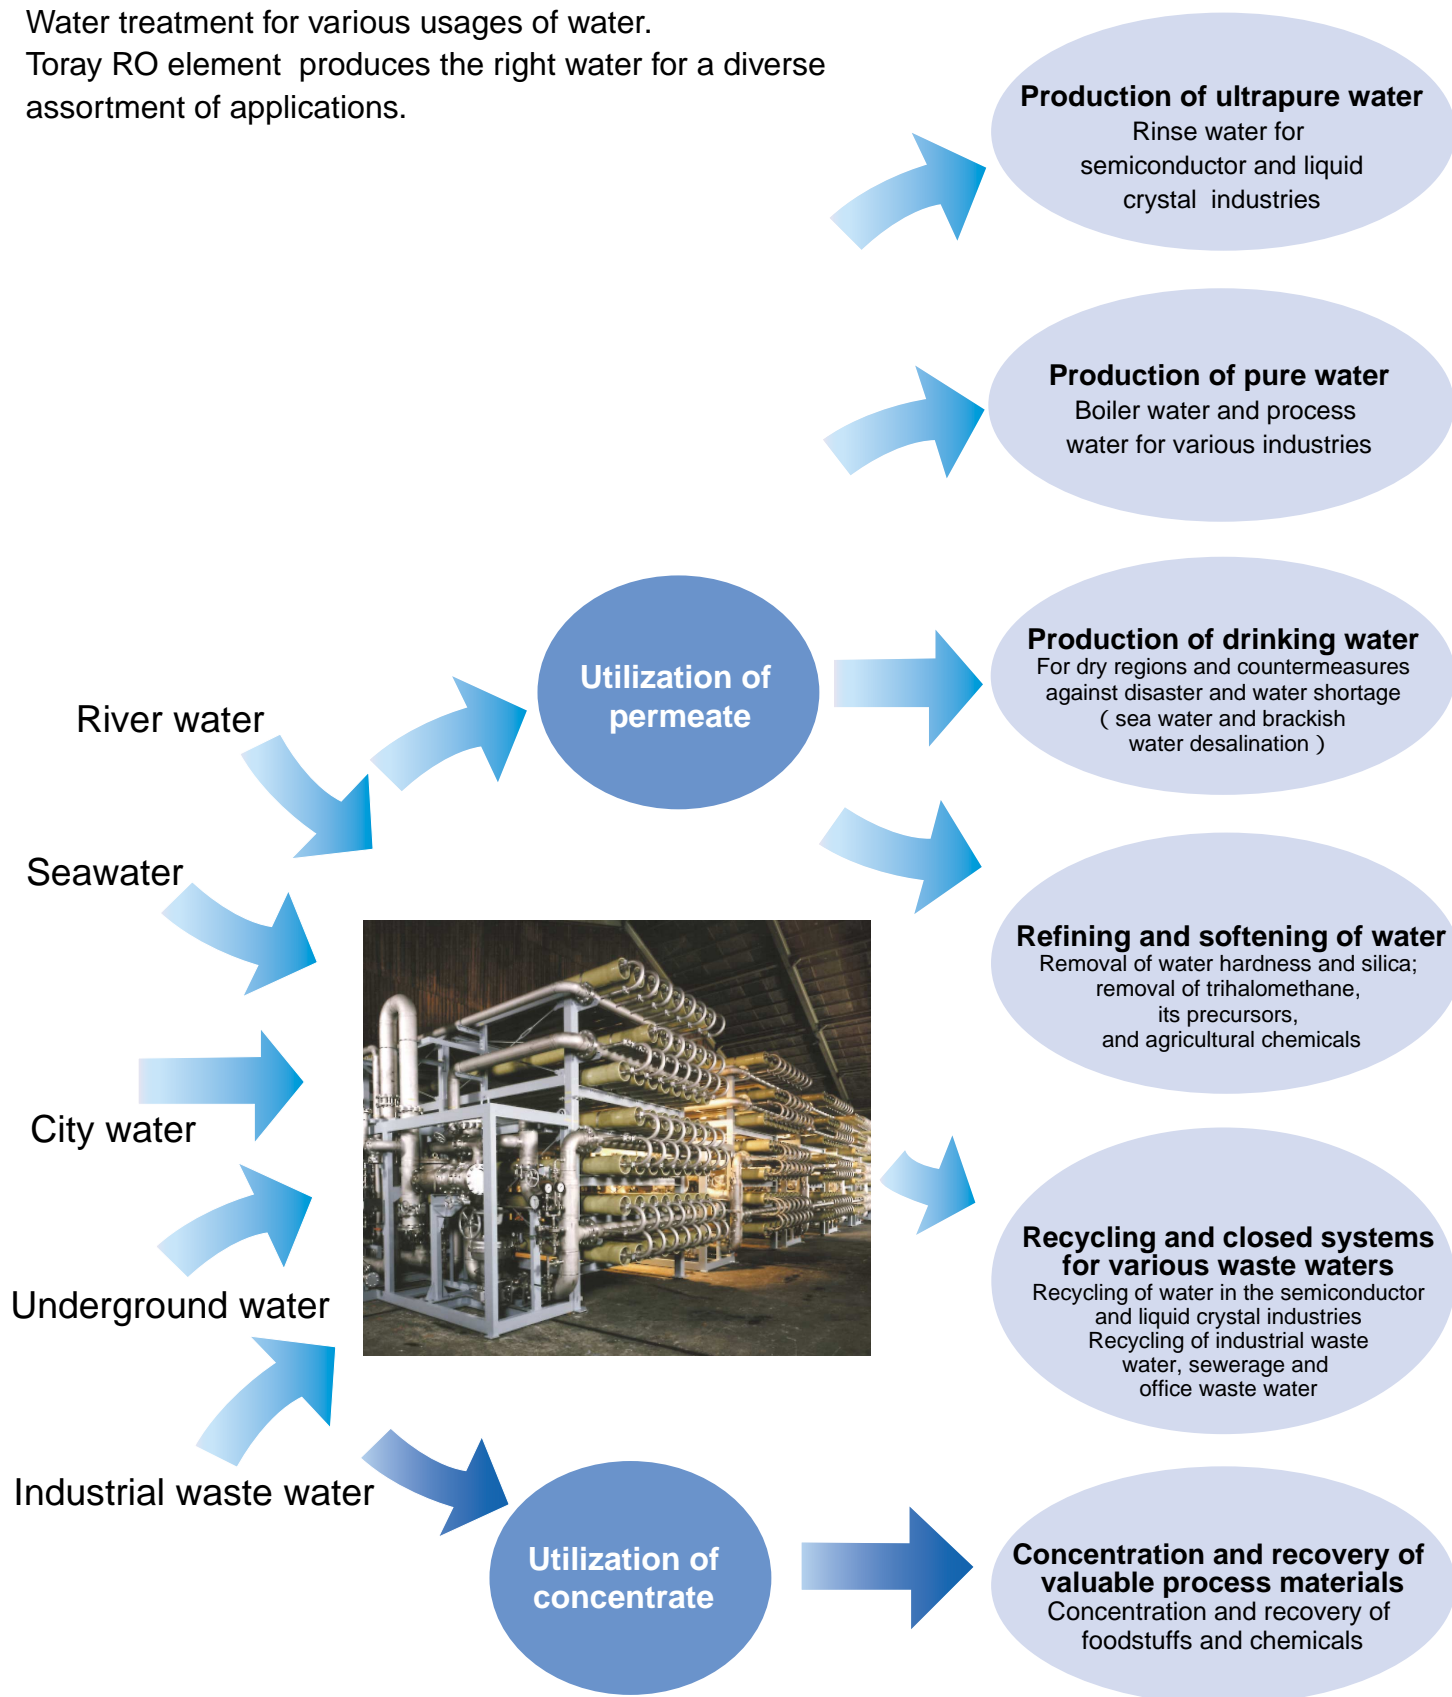 Water treatment for various usages of water.
Toray RO element produces the right water for a diverse
assortment of applications.
Production of ultrapure water
Rinse water for
semiconductor and liquid
crystal industries
Production of pure water
Boiler water and process
water for various industries
Utilization of
permeate
Production of drinking water
For dry regions and countermeasures
against disaster and water shortage
( sea water and brackish
water desalination )
River water
Seawater
City water
Underground water
Industrial waste water
Refining and softening of water
Removal of water hardness and silica;
removal of trihalomethane,
its precursors,
and agricultural chemicals
Recycling and closed systems
for various waste waters
Recycling of water in the semiconductor
and liquid crystal industries
Recycling of industrial waste
water, sewerage and
office waste water
Utilization of
concentrate
Concentration and recovery of
valuable process materials
Concentration and recovery of
foodstuffs and chemicals